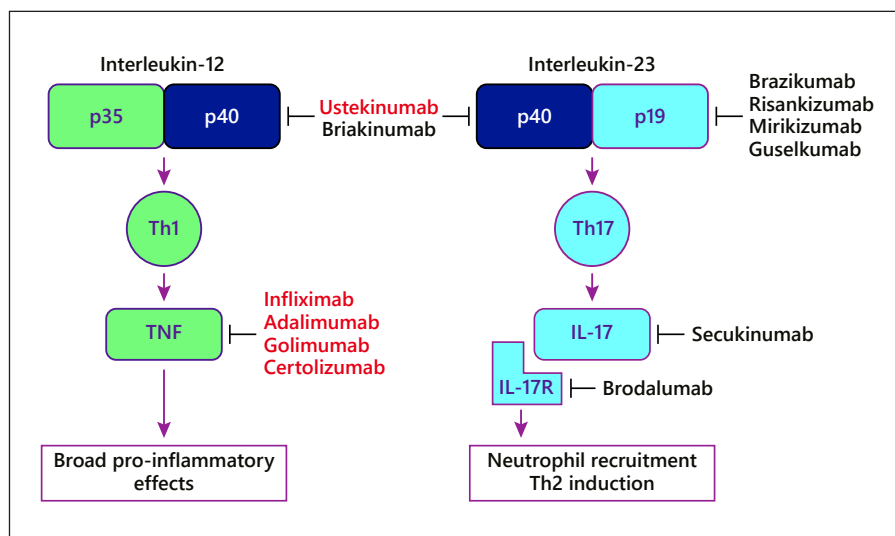 Interleukin-12
p35
p40
Ustekinumab
Briakinumab
Interleukin-23
p40
p19
Brazikumab
Risankizumab
Mirikizumab
Guselkumab
Th1
Th17
TNF
Infliximab
Adalimumab
Golimumab
Certolizumab
IL-17
Secukinumab
IL-17R
Brodalumab
Broad pro-inflammatory
effects
Neutrophil recruitment
Th2 induction